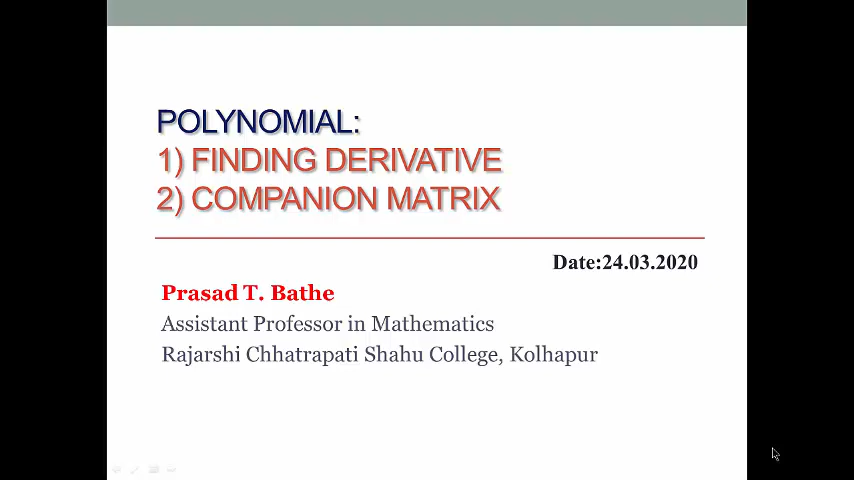 POLYNOMIAL:
1) FINDING DERIVATIVE
2) COMPANION MATRIX
Date:24.03.2020
Prasad T. Bathe
Assistant Professor in Mathematics
Rajarshi Chhatrapati Shahu College, Kolhapur